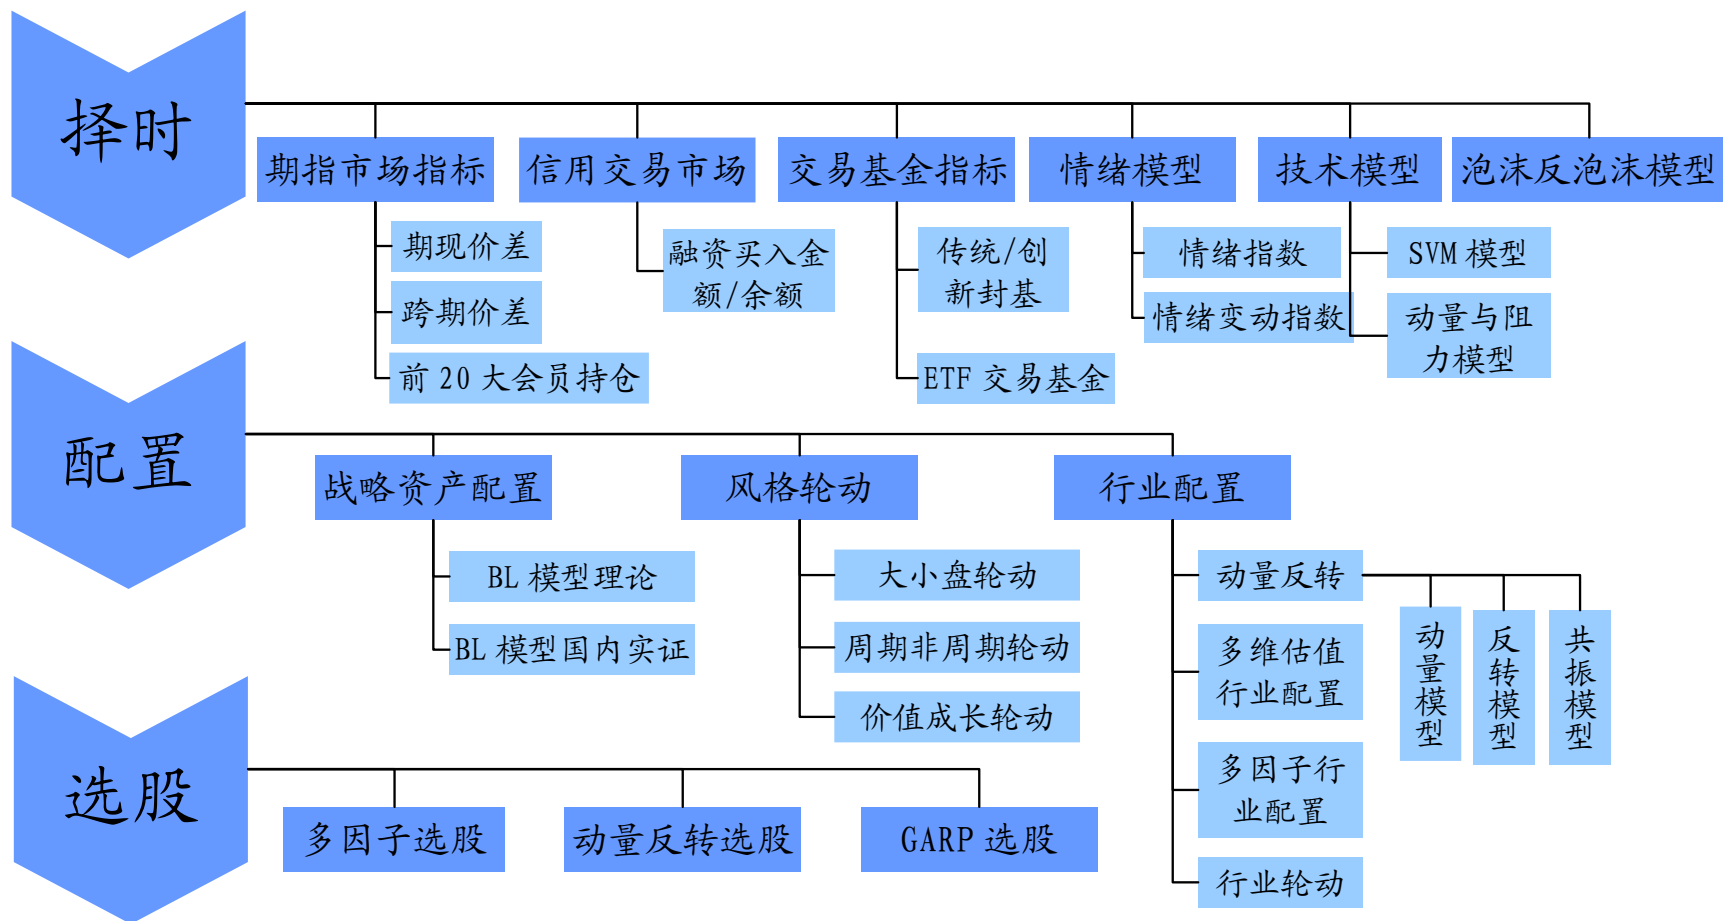 择时
期指市场指标
信用交易市场
交易基金指标
情绪模型
技术模型
泡沫反泡沫模型
期现价差
跨期价差
前 20 大会员持仓
融资买入金
额/余额
传统/创
新封基
ETF 交易基金
情绪指数
情绪变动指数
SVM 模型
动量与阻
力模型
配置
战略资产配置
风格轮动
行业配置
BL 模型理论
BL 模型国内实证
大小盘轮动
周期非周期轮动
价值成长轮动
动量反转
多维估值
行业配置
多因子行
业配置
行业轮动
动量模型
反转模型
共振模型
选股
多因子选股
动量反转选股
GARP 选股